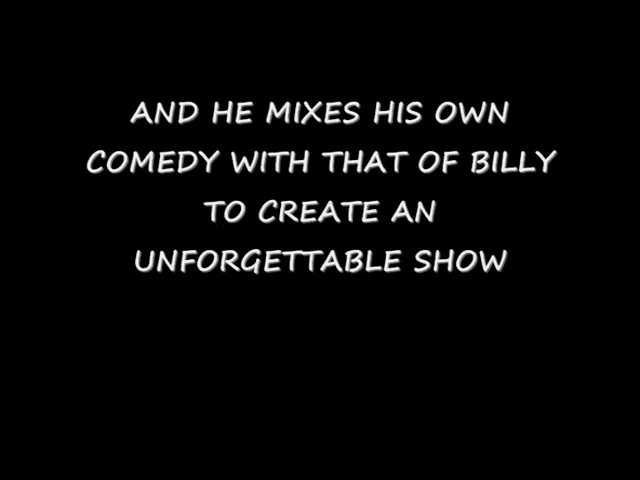 AND HE MIXES HIS OWN
COMEDY WITH THAT OF BILLY
TO CREATE AN
UNFORGETTABLE SHOW